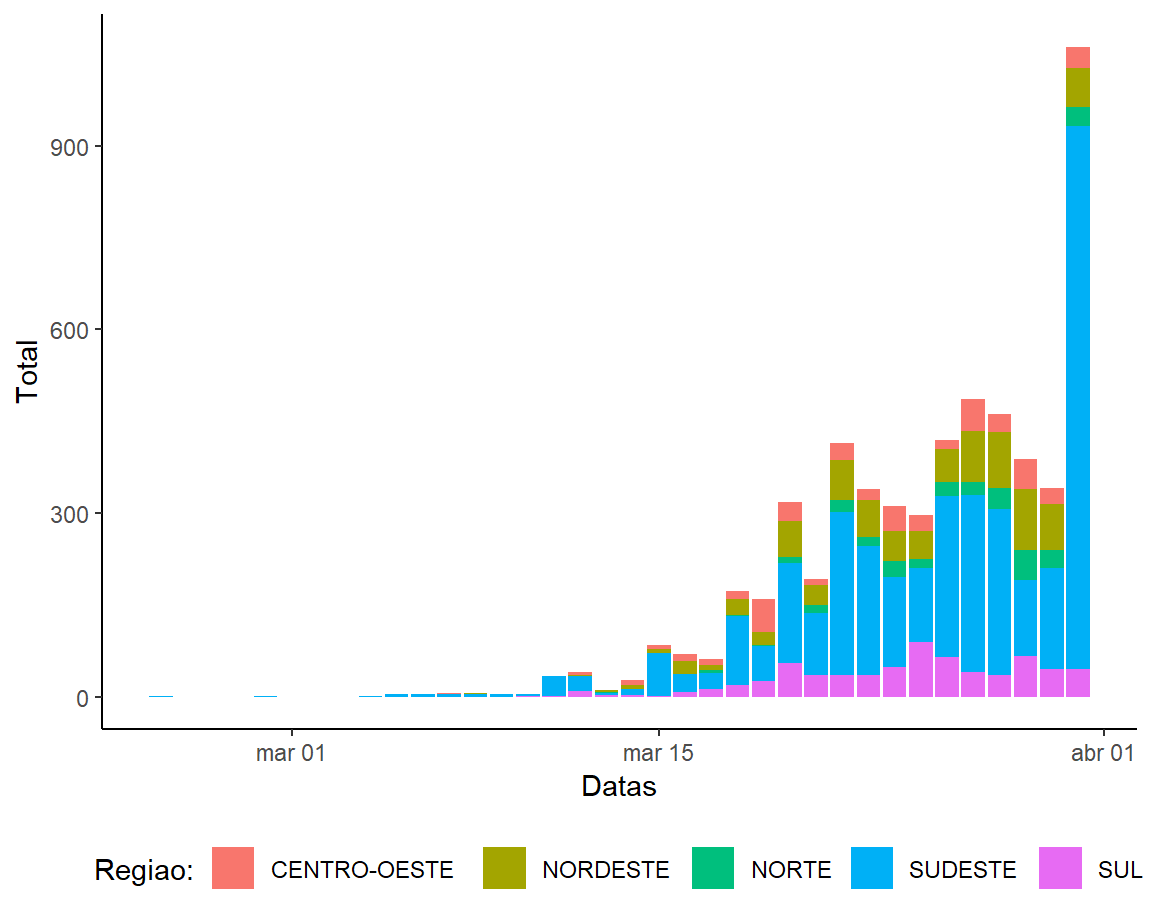 Total
900
600
300
0
mar 01 mar 15 abr 01
Datas
Regiao: CENTRO-OESTE NORDESTE NORTE SUDESTE SUL